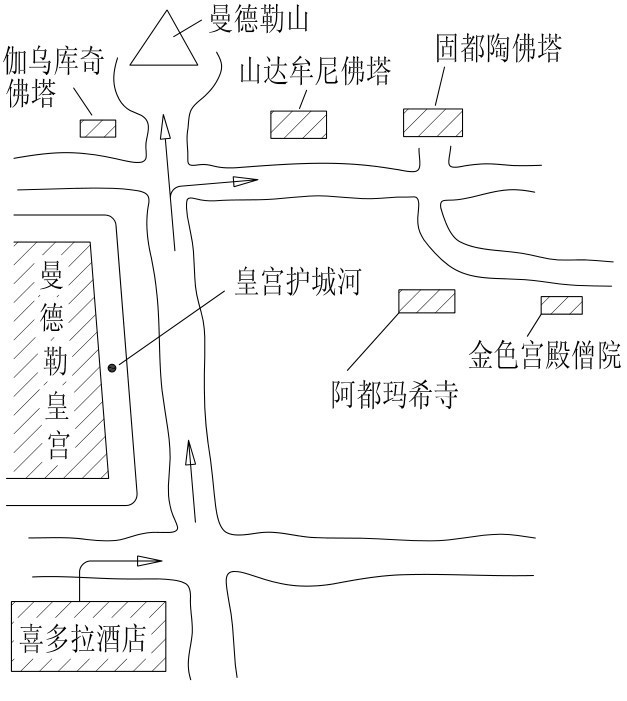 曼德勒山
伽乌库奇
佛塔
山达牟尼佛塔
固都陶佛塔
曼德勒皇宫
皇宫护城河
阿都玛希寺
金色宫殿僧院
喜多拉酒店